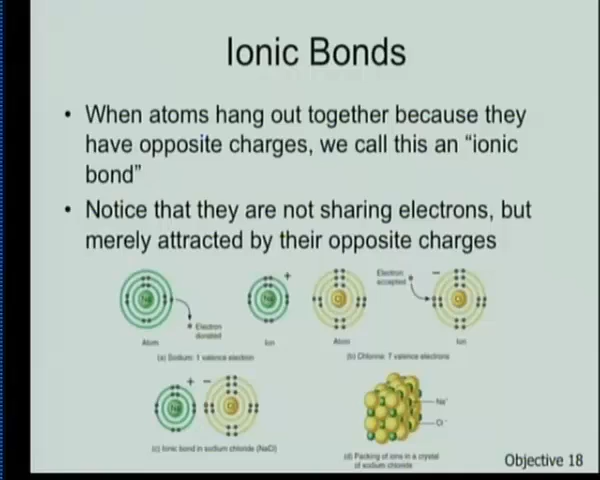 Ionic Bonds
• When atoms hang out together because they
have opposite charges, we call this an “ionic
bond”
• Notice that they are not sharing electrons, but
merely attracted by their opposite charges
Na
+
Electron
donated
Atom
Ion
(a) Sodium: 1 valence electron
Cl
Electron
accepted
−
Atom
Ion
(b) Chlorine: 7 valence electrons
+ −
Na
(c) Ionic bond in sodium chloride (NaCl)
Na+
Cl-
(d) Packing of ions in a crystal
of sodium chloride
Objective 18